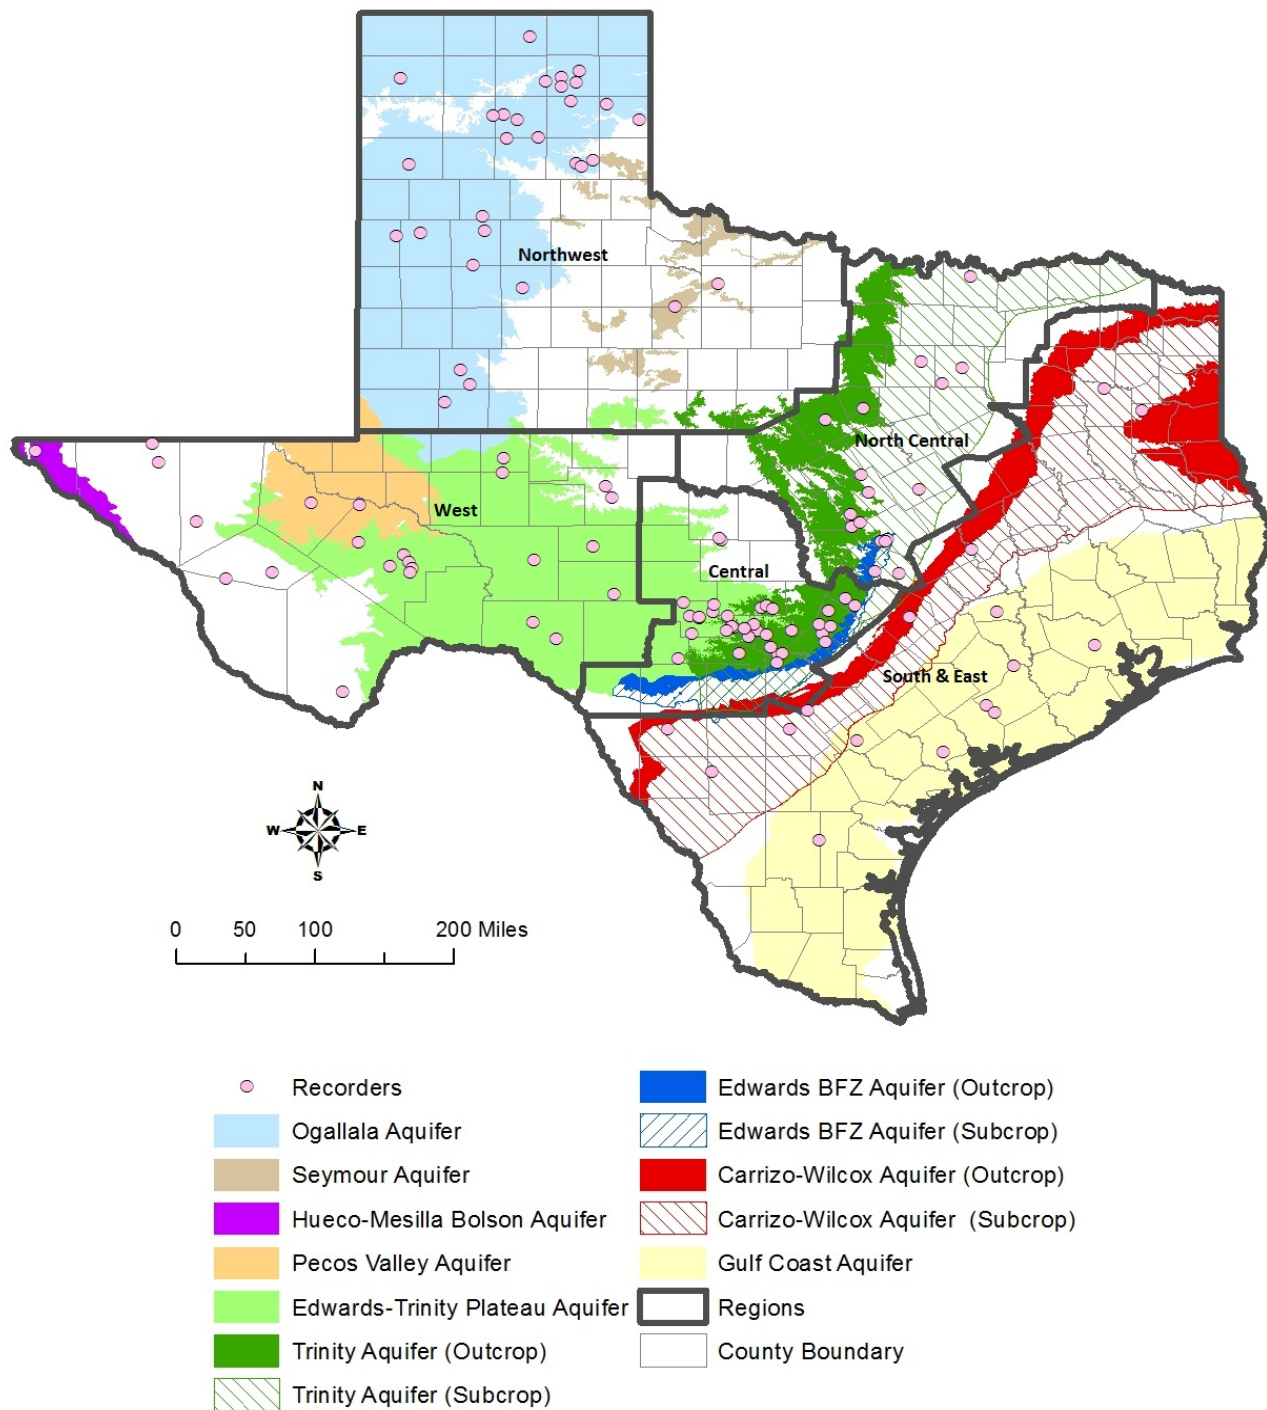 Northwest
North Central
West
Central
South & East
N
W E
S
0 50 100 200 Miles
Recorders
Ogallala Aquifer
Seymour Aquifer
Hueco-Mesilla Bolson Aquifer
Pecos Valley Aquifer
Edwards-Trinity Plateau Aquifer
Trinity Aquifer (Outcrop)
Trinity Aquifer (Subcrop)
Edwards BFZ Aquifer (Outcrop)
Edwards BFZ Aquifer (Subcrop)
Carrizo-Wilcox Aquifer (Outcrop)
Carrizo-Wilcox Aquifer (Subcrop)
Gulf Coast Aquifer
Regions
County Boundary